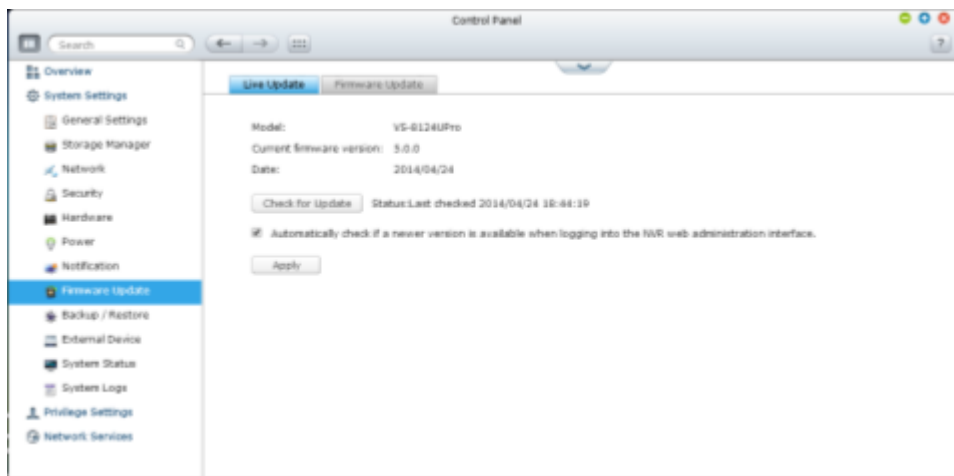 Control Panel
Search
?
Overview
System Settings
General Settings
Storage Manager
Network
Security
Hardware
Power
Notification
Firmware Update
Backup / Restore
External Device
System Status
System Logs
Privilege Settings
Network Services
Live Update Firmware Update
Model: VS-8124UPro
Current firmware version: 5.0.0
Date: 2014/04/24
Check for Update Status:Last checked 2014/04/24 18:44:19
Automatically check if a newer version is available when logging into the NVR web administration interface.
Apply